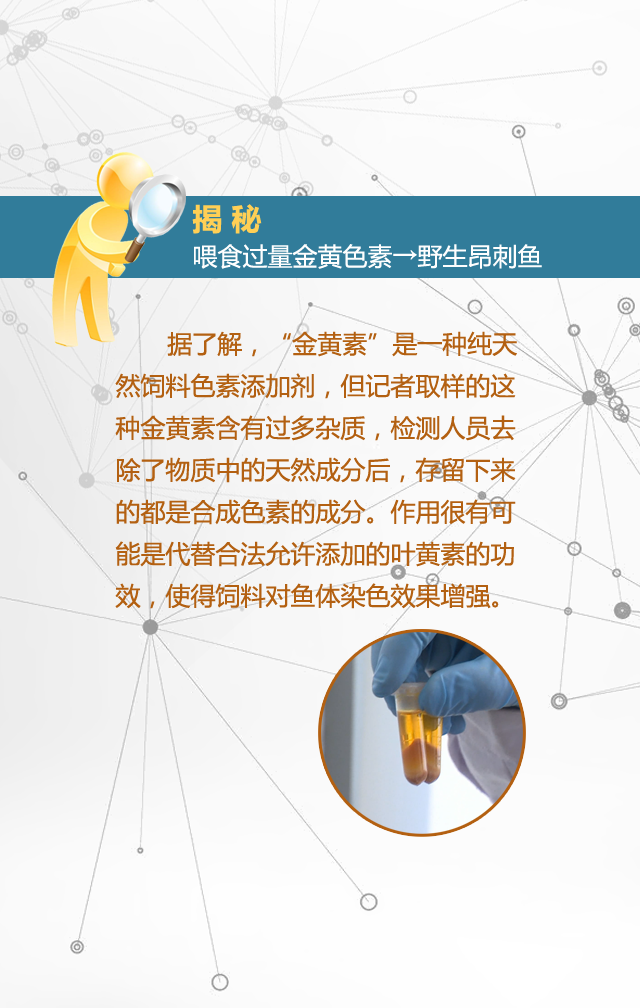 揭秘
喂食过量金黄色素→野生昂刺鱼
据了解，“金黄素”是一种纯天
然饲料色素添加剂，但记者取样的这
种金黄素含有过多杂质，检测人员去
除了物质中的天然成分后，存留下来
的都是合成色素的成分。作用很有可
能是代替合法允许添加的叶黄素的功
效，使得饲料对鱼体染色效果增强。